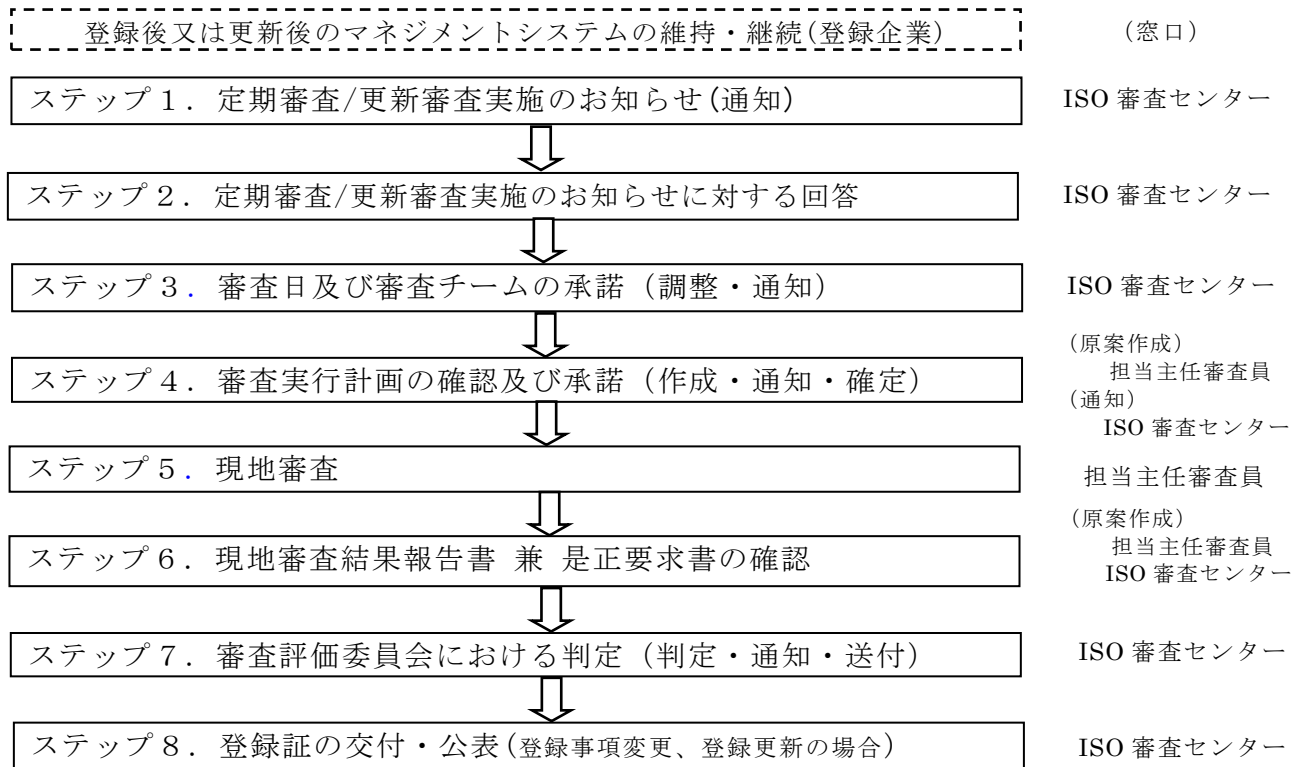 登録後又は更新後のマネジメントシステムの維持・継続(登録企業)
(窓口)
ステップ１．定期審査/更新審査実施のお知らせ(通知)
ISO 審査センター
ステップ２．定期審査/更新審査実施のお知らせに対する回答
ISO 審査センター
ステップ３．審査日及び審査チームの承諾（調整・通知）
ISO 審査センター
ステップ４．審査実行計画の確認及び承諾（作成・通知・確定）
（原案作成）
担当主任審査員
（通知）
ISO 審査センター
ステップ５．現地審査
担当主任審査員
ステップ６．現地審査結果報告書 兼 是正要求書の確認
（原案作成）
担当主任審査員
ISO 審査センター
ステップ７．審査評価委員会における判定（判定・通知・送付）
ISO 審査センター
ステップ８．登録証の交付・公表(登録事項変更、登録更新の場合)
ISO 審査センター